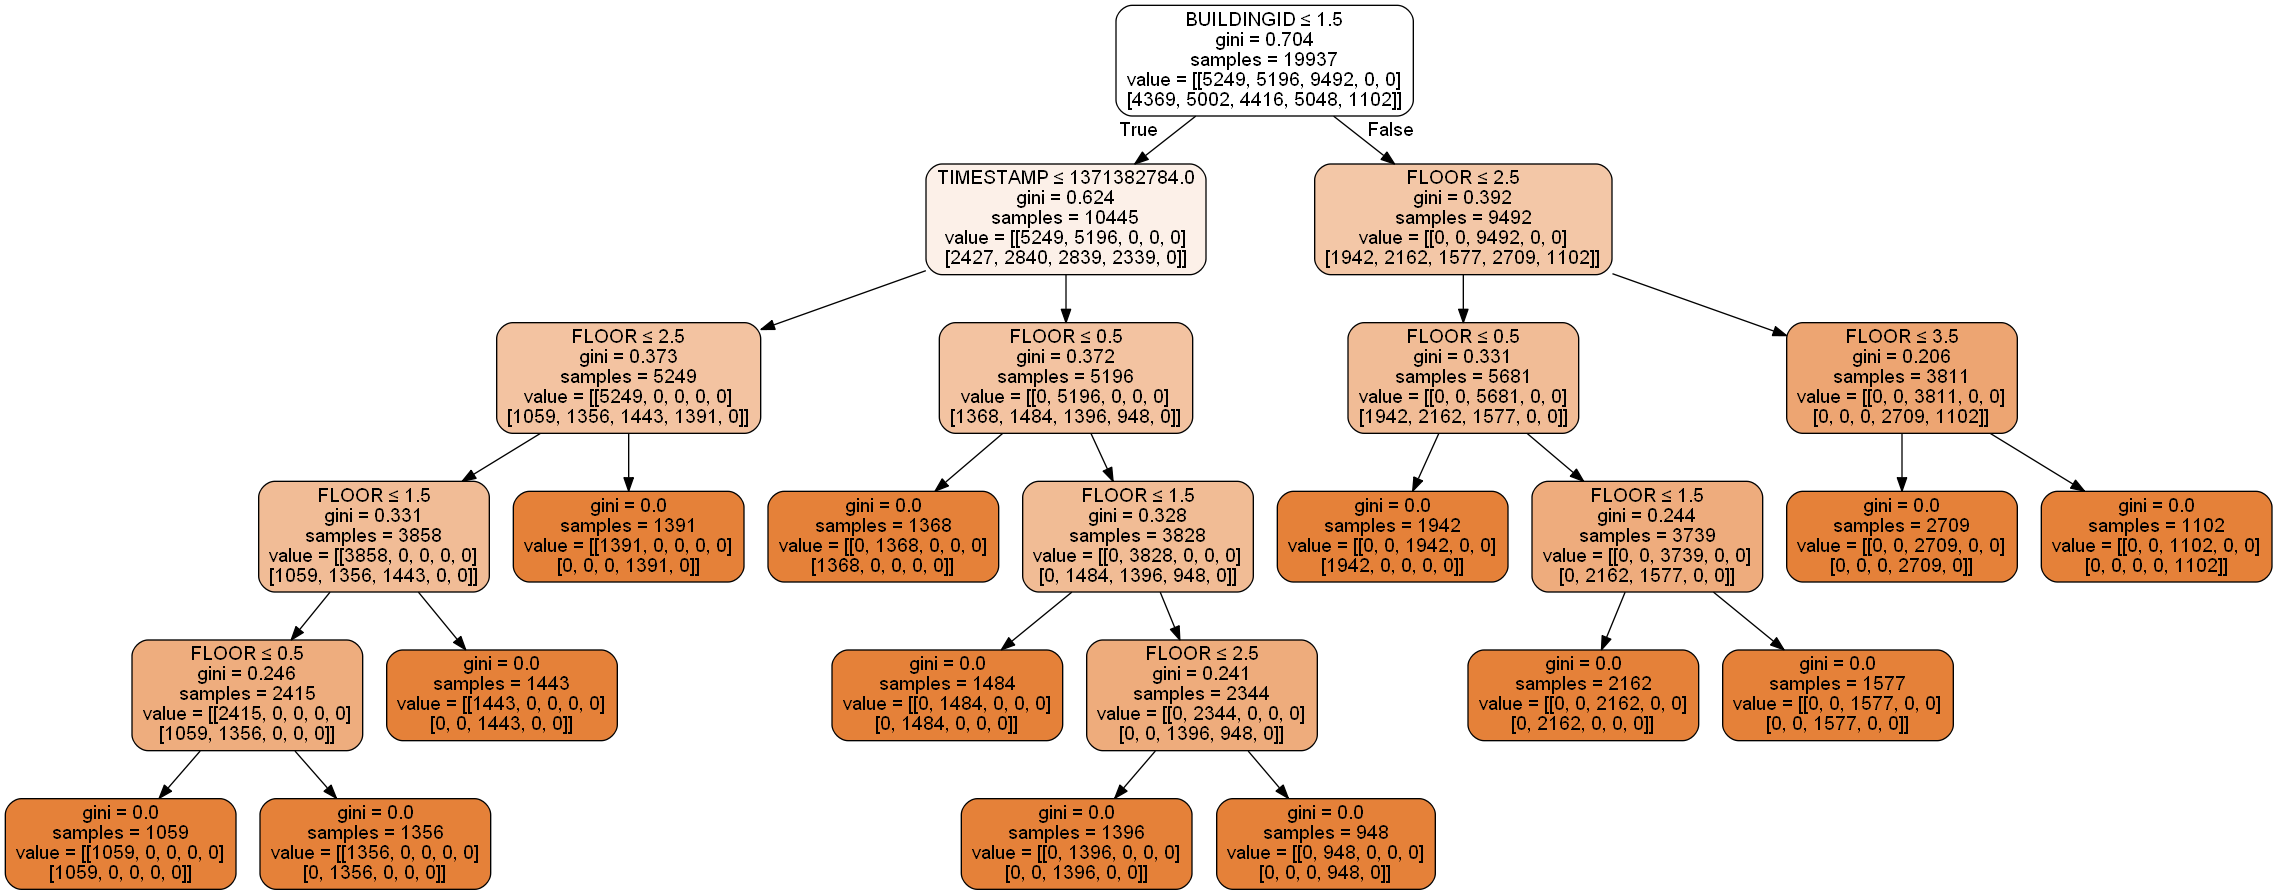 BUILDINGID ≤ 1.5
gini = 0.704
samples = 19937
value = [[5249, 5196, 9492, 0, 0]
[4369, 5002, 4416, 5048, 1102]]
True
False
TIMESTAMP ≤ 1371382784.0
gini = 0.624
samples = 10445
value = [[5249, 5196, 0, 0, 0]
[2427, 2840, 2839, 2339, 0]]
FLOOR ≤ 2.5
gini = 0.392
samples = 9492
value = [[0, 0, 9492, 0, 0]
[1942, 2162, 1577, 2709, 1102]]
FLOOR ≤ 2.5
gini = 0.373
samples = 5249
value = [[5249, 0, 0, 0, 0]
[1059, 1356, 1443, 1391, 0]]
FLOOR ≤ 0.5
gini = 0.372
samples = 5196
value = [[0, 5196, 0, 0, 0]
[1368, 1484, 1396, 948, 0]]
FLOOR ≤ 0.5
gini = 0.331
samples = 5681
value = [[0, 0, 5681, 0, 0]
[1942, 2162, 1577, 0, 0]]
FLOOR ≤ 3.5
gini = 0.206
samples = 3811
value = [[0, 0, 3811, 0, 0]
[0, 0, 0, 2709, 1102]]
FLOOR ≤ 1.5
gini = 0.331
samples = 3858
value = [[3858, 0, 0, 0, 0]
[1059, 1356, 1443, 0, 0]]
gini = 0.0
samples = 1391
value = [[1391, 0, 0, 0, 0]
[0, 0, 0, 1391, 0]]
gini = 0.0
samples = 1368
value = [[0, 1368, 0, 0, 0]
[1368, 0, 0, 0, 0]]
FLOOR ≤ 1.5
gini = 0.328
samples = 3828
value = [[0, 3828, 0, 0, 0]
[0, 1484, 1396, 948, 0]]
gini = 0.0
samples = 1942
value = [[0, 0, 1942, 0, 0]
[1942, 0, 0, 0, 0]]
FLOOR ≤ 1.5
gini = 0.244
samples = 3739
value = [[0, 0, 3739, 0, 0]
[0, 2162, 1577, 0, 0]]
gini = 0.0
samples = 2709
value = [[0, 0, 2709, 0, 0]
[0, 0, 0, 2709, 0]]
gini = 0.0
samples = 1102
value = [[0, 0, 1102, 0, 0]
[0, 0, 0, 0, 1102]]
FLOOR ≤ 0.5
gini = 0.246
samples = 2415
value = [[2415, 0, 0, 0, 0]
[1059, 1356, 0, 0, 0]]
gini = 0.0
samples = 1443
value = [[1443, 0, 0, 0, 0]
[0, 0, 1443, 0, 0]]
gini = 0.0
samples = 1484
value = [[0, 1484, 0, 0, 0]
[0, 1484, 0, 0, 0]]
FLOOR ≤ 2.5
gini = 0.241
samples = 2344
value = [[0, 2344, 0, 0, 0]
[0, 0, 1396, 948, 0]]
gini = 0.0
samples = 2162
value = [[0, 0, 2162, 0, 0]
[0, 2162, 0, 0, 0]]
gini = 0.0
samples = 1577
value = [[0, 0, 1577, 0, 0]
[0, 0, 1577, 0, 0]]
gini = 0.0
samples = 1059
value = [[1059, 0, 0, 0, 0]
[1059, 0, 0, 0, 0]]
gini = 0.0
samples = 1356
value = [[1356, 0, 0, 0, 0]
[0, 1356, 0, 0, 0]]
gini = 0.0
samples = 1396
value = [[0, 1396, 0, 0, 0]
[0, 0, 1396, 0, 0]]
gini = 0.0
samples = 948
value = [[0, 948, 0, 0, 0]
[0, 0, 0, 948, 0]]